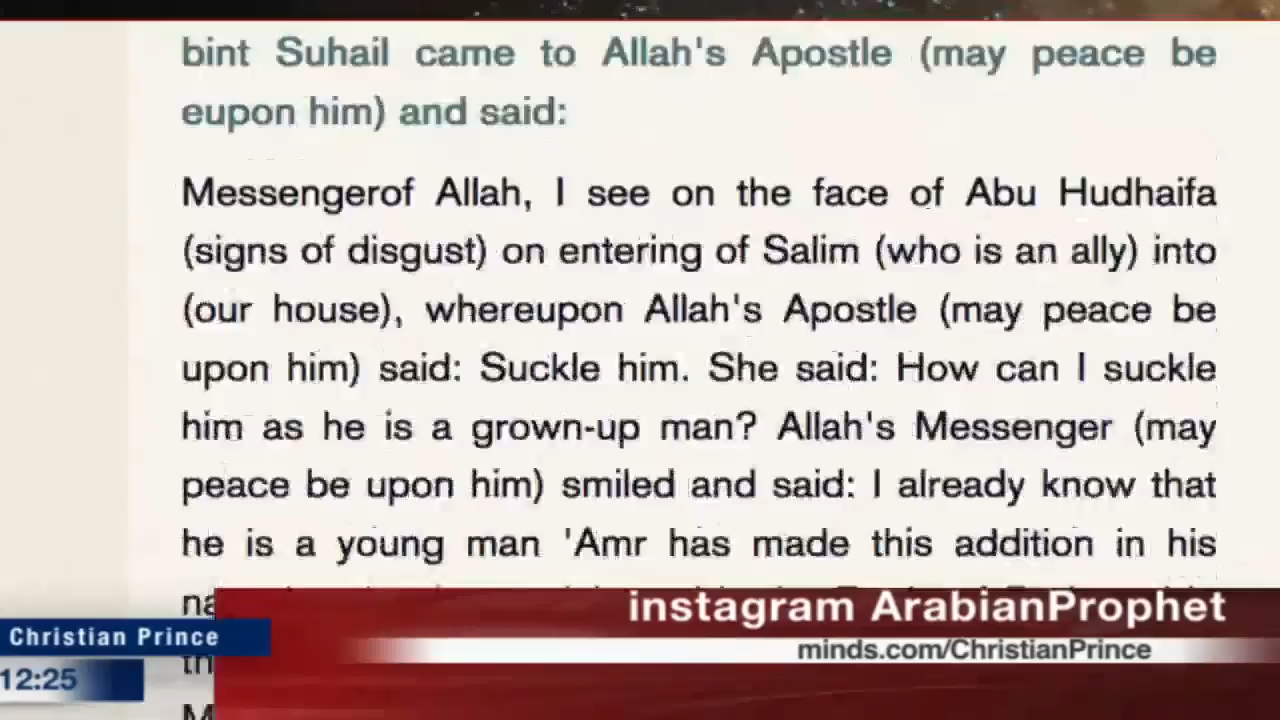 bint Suhail came to Allah's Apostle (may peace be
eupon him) and said:
Messengerof Allah, I see on the face of Abu Hudhaifa
(signs of disgust) on entering of Salim (who is an ally) into
(our house), whereupon Allah's Apostle (may peace be
upon him) said: Suckle him. She said: How can I suckle
him as he is a grown-up man? Allah's Messenger (may
peace be upon him) smiled and said: I already know that
he is a young man 'Amr has made this addition in his
instagram ArabianProphet
Christian Prince
minds.com/ChristianPrince
12:25